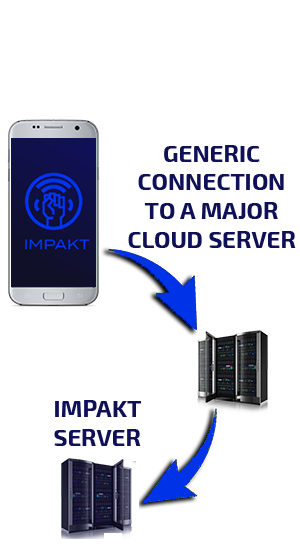 GENERIC
CONNECTION
TO A MAJOR
CLOUD SERVER
IMPAKT
IMPAKT
SERVER